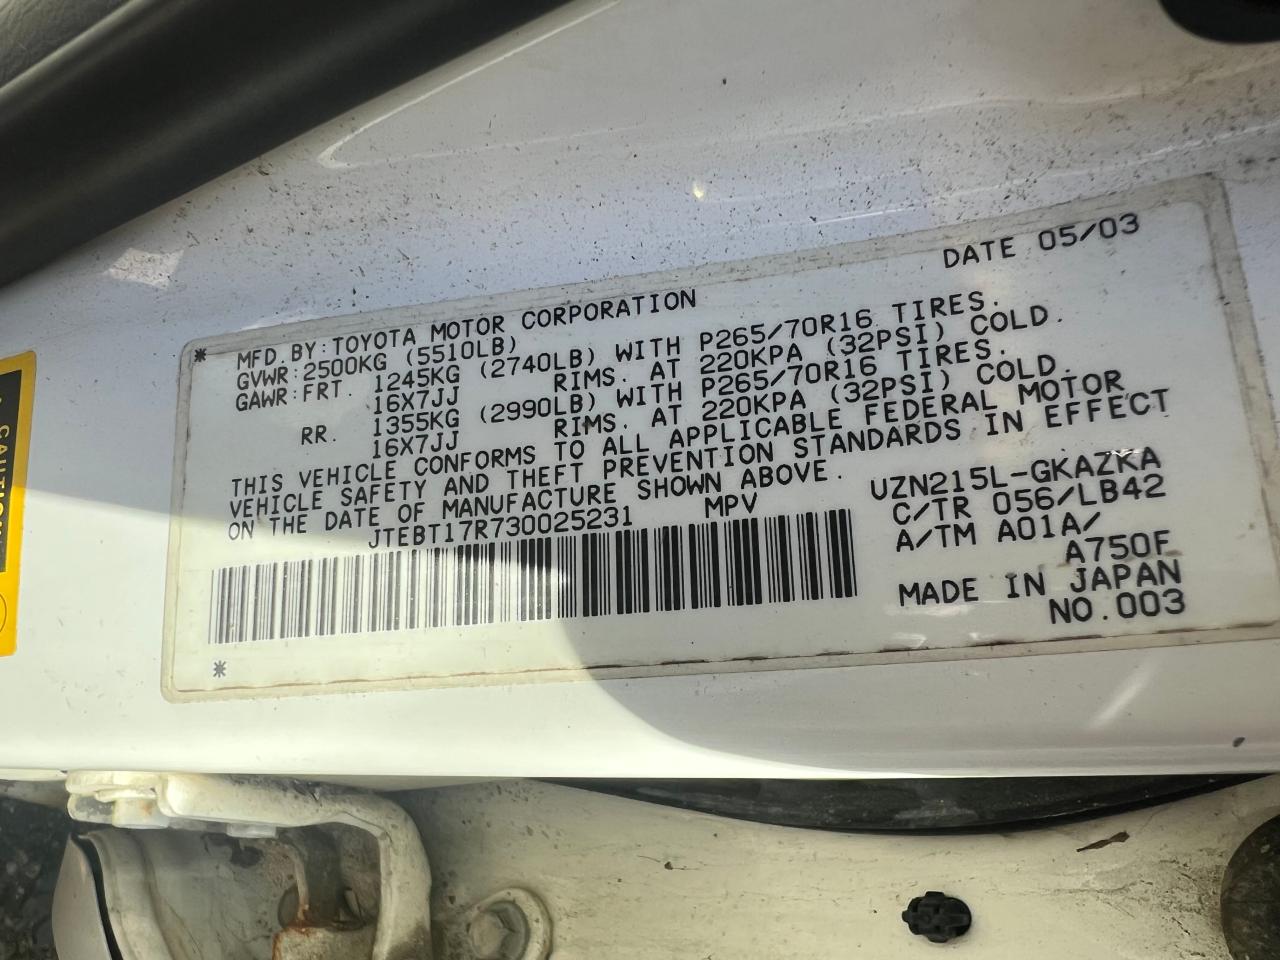 DATE 05/03
* MFD.BY:TOYOTA MOTOR CORPORATION
GVWR:2500KG (5510LB)
GAWR:FRT. 1245KG (2740LB) WITH P265/70R16 TIRES.
16X7JJ RIMS. AT 220KPA (32PSI) COLD.
RR. 1355KG (2990LB) WITH P265/70R16 TIRES.
16X7JJ RIMS. AT 220KPA (32PSI) COLD.
THIS VEHICLE CONFORMS TO ALL APPLICABLE FEDERAL MOTOR
VEHICLE SAFETY AND THEFT PREVENTION STANDARDS IN EFFECT
ON THE DATE OF MANUFACTURE SHOWN ABOVE.
JTEBT17R730025231 MPV
UZN215L-GKAZKA
C/TR 056/LB42
A/TM A01A/
A750F
MADE IN JAPAN
NO.003
*
CAUTION